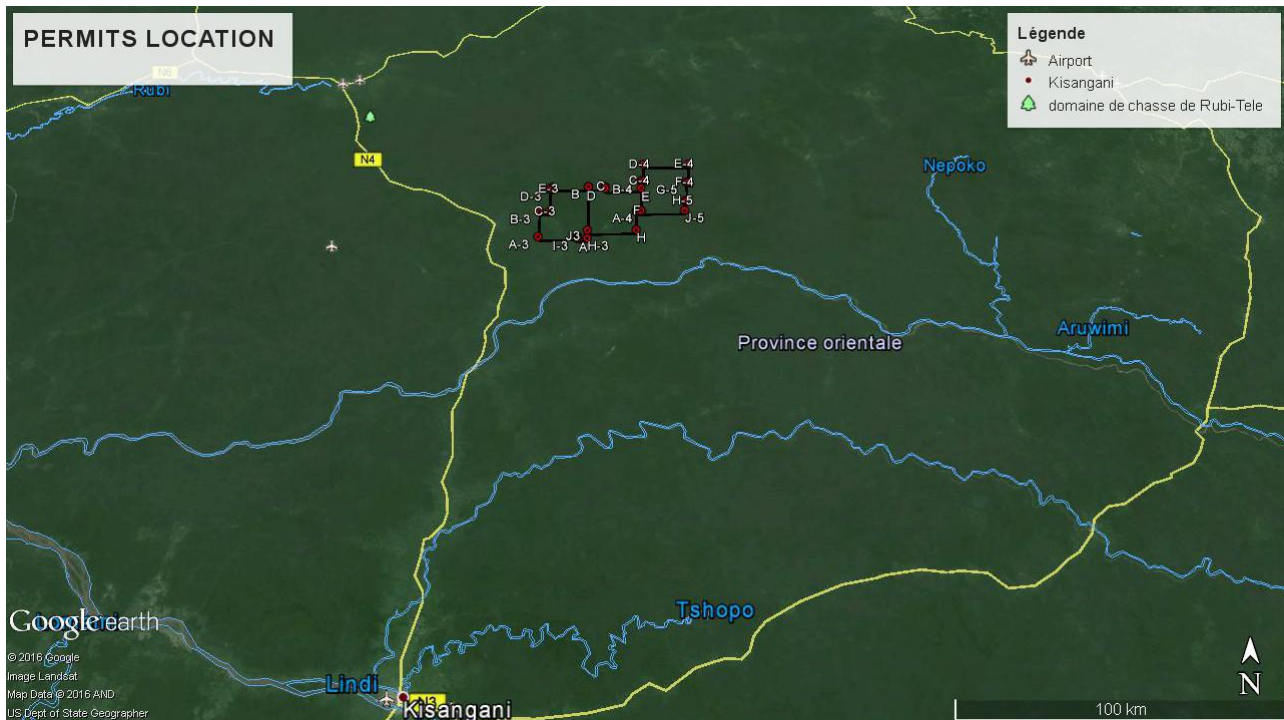 PERMITS LOCATION
Légende
Airport
Kisangani
domaine de chasse de Rubi-Tele
N6
Rubi
N4
D-4
E-4
Nepoko
C-4
F-4
E-3
B
C
B-4
G-5
D-3
D
E
H-5
C-3
F
B-3
A-4
J-5
J3
H
A-3
I-3
A
H-3
Aruwimi
Province orientale
Tshopo
Google earth
© 2016 Google
Image Landsat
Map Data © 2016 AND
US Dept of State Geographer
Lindi
N3
Kisangani
100 km
N